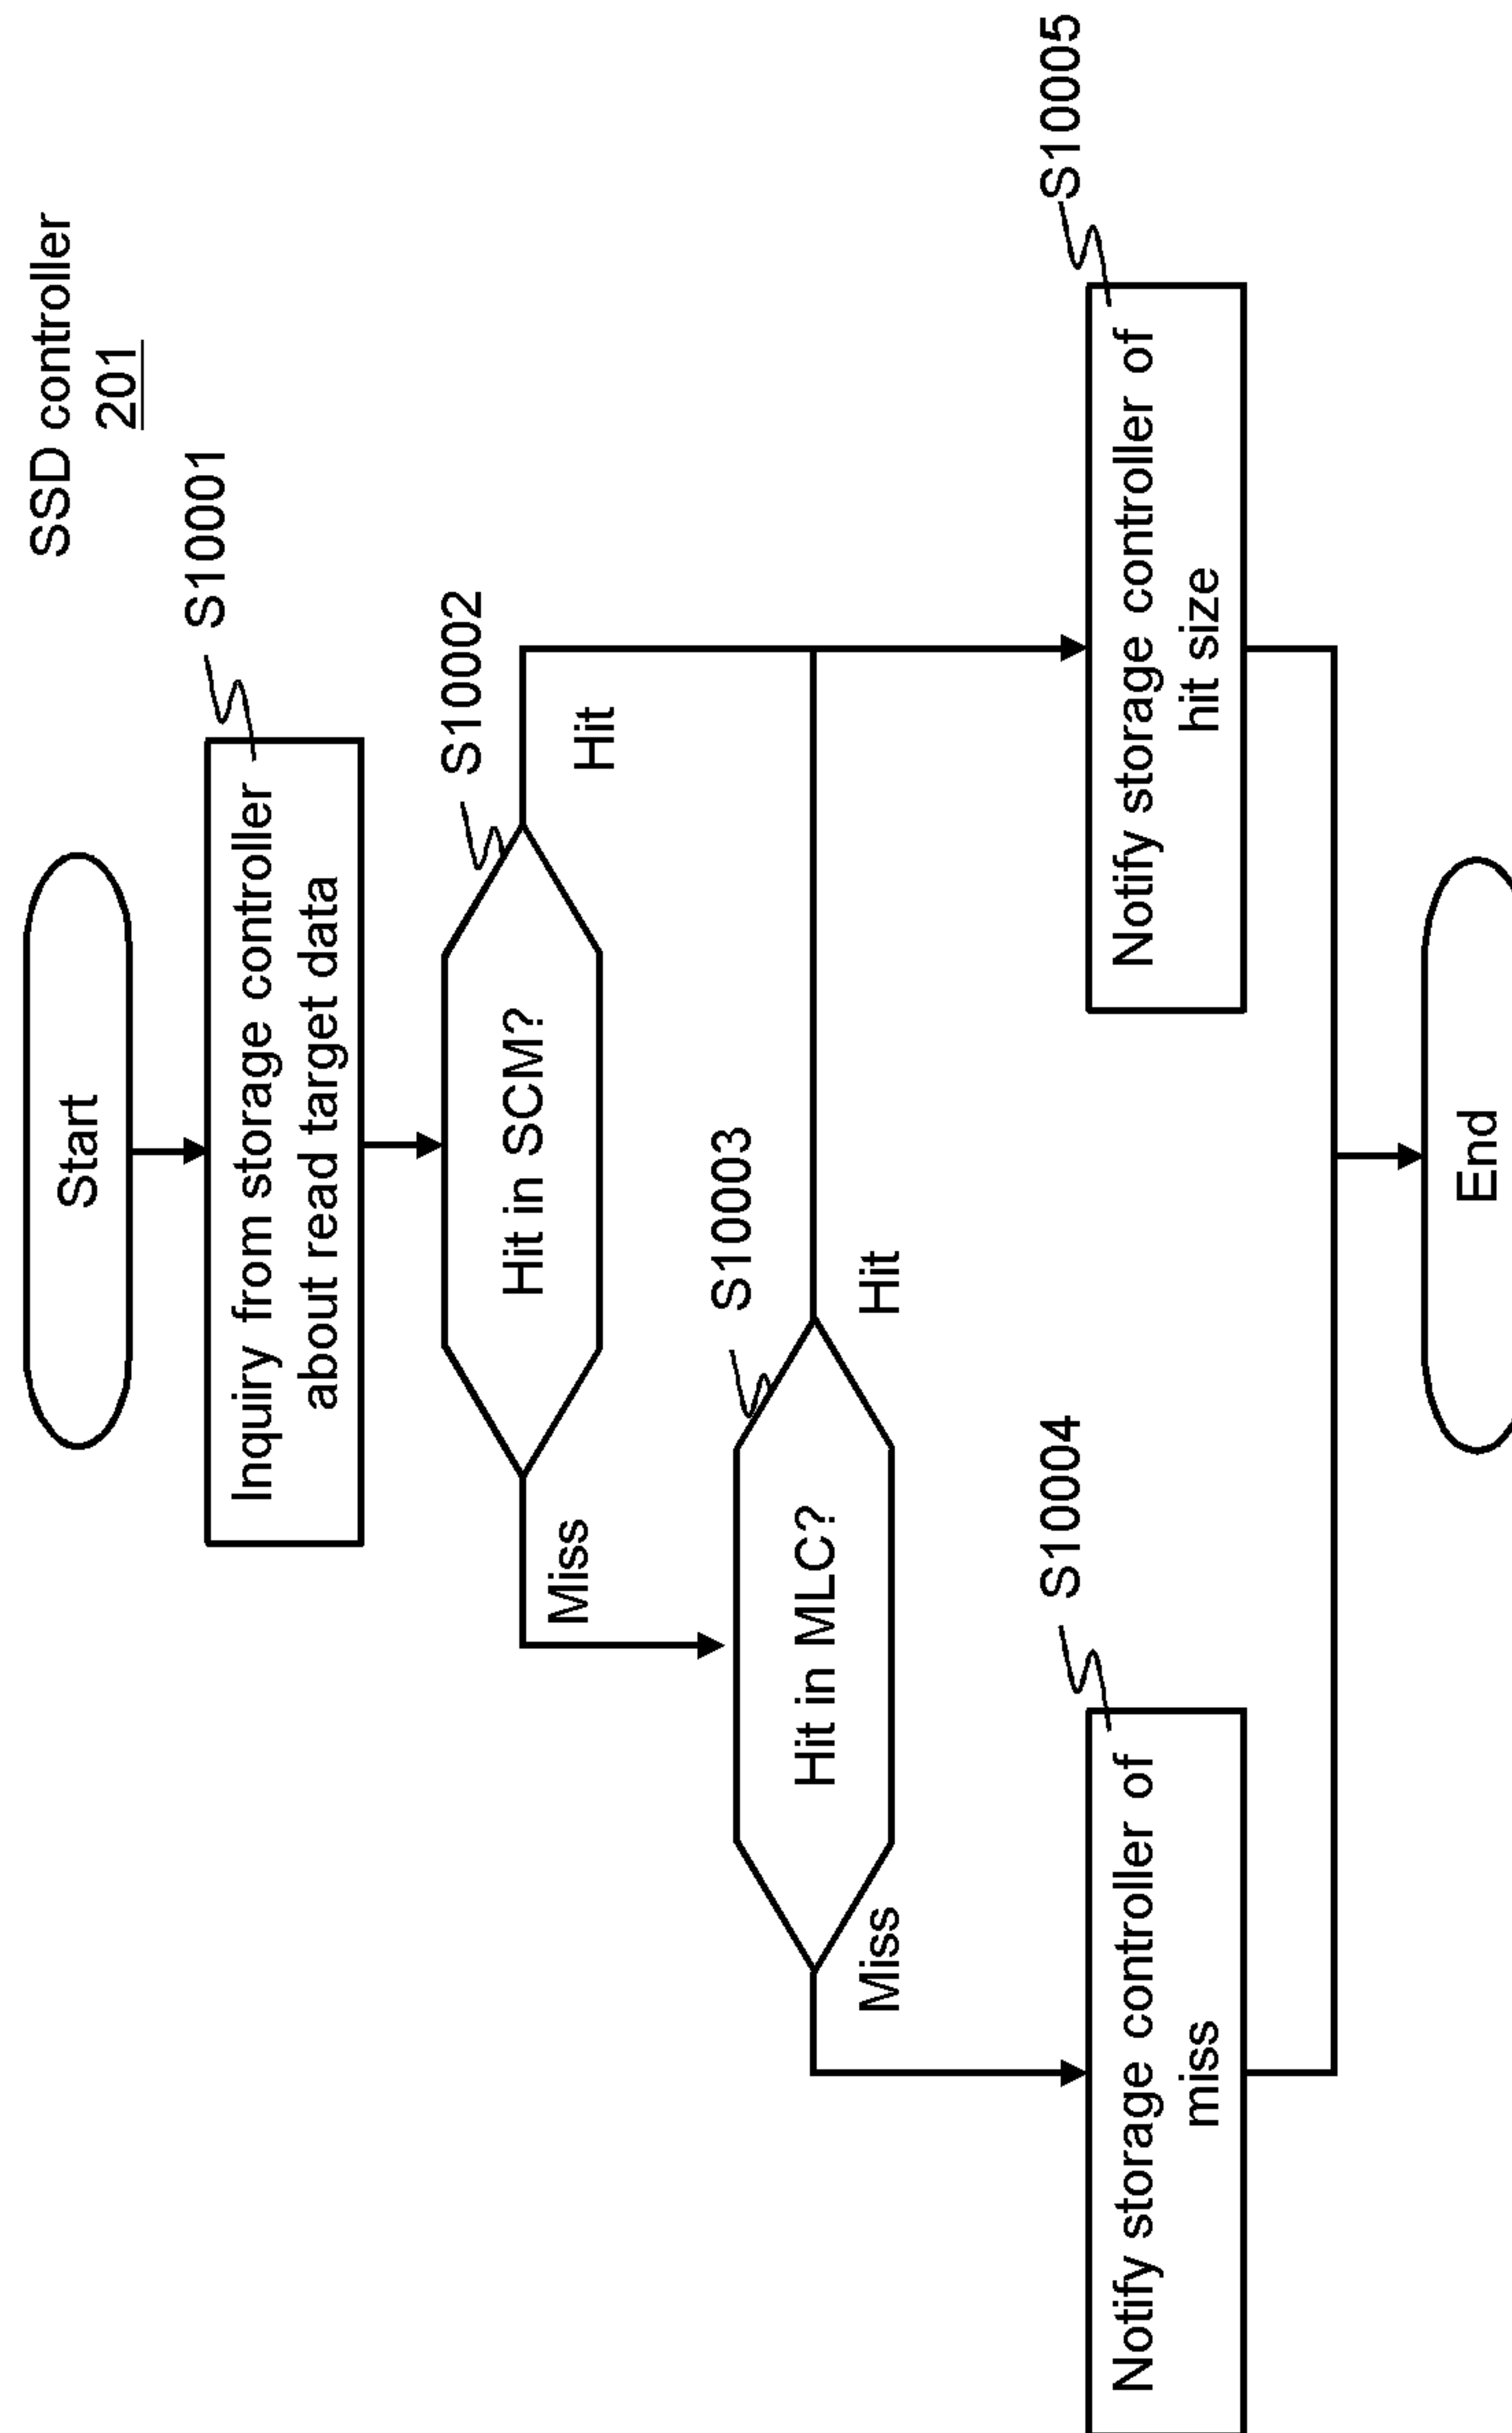 SSD controller
201
Start
S10001
Inquiry from storage controller
about read target data
S10002
Hit in SCM?
Miss
Hit
S10003
Hit in MLC?
Miss
Hit
S10004
Notify storage controller of
miss
S10005
Notify storage controller of
hit size
End